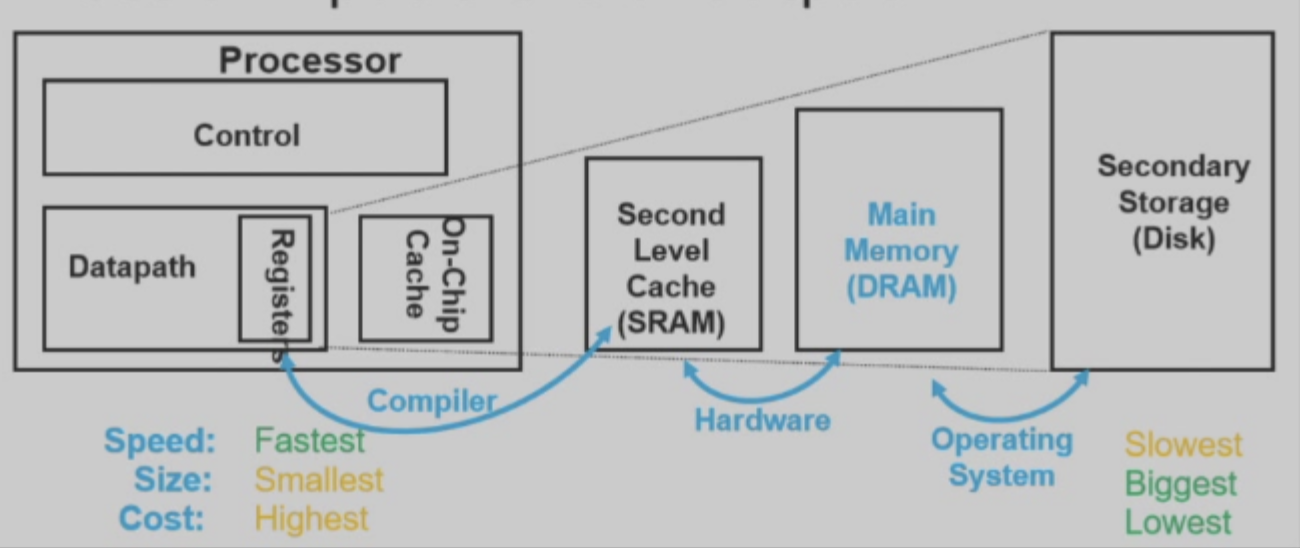 Processor
Control
Datapath
Registers
On-Chip
Cache
Second
Level
Cache
(SRAM)
Main
Memory
(DRAM)
Secondary
Storage
(Disk)
Compiler
Hardware
Operating
System
Speed: Fastest Slowest
Size: Smallest Biggest
Cost: Highest Lowest